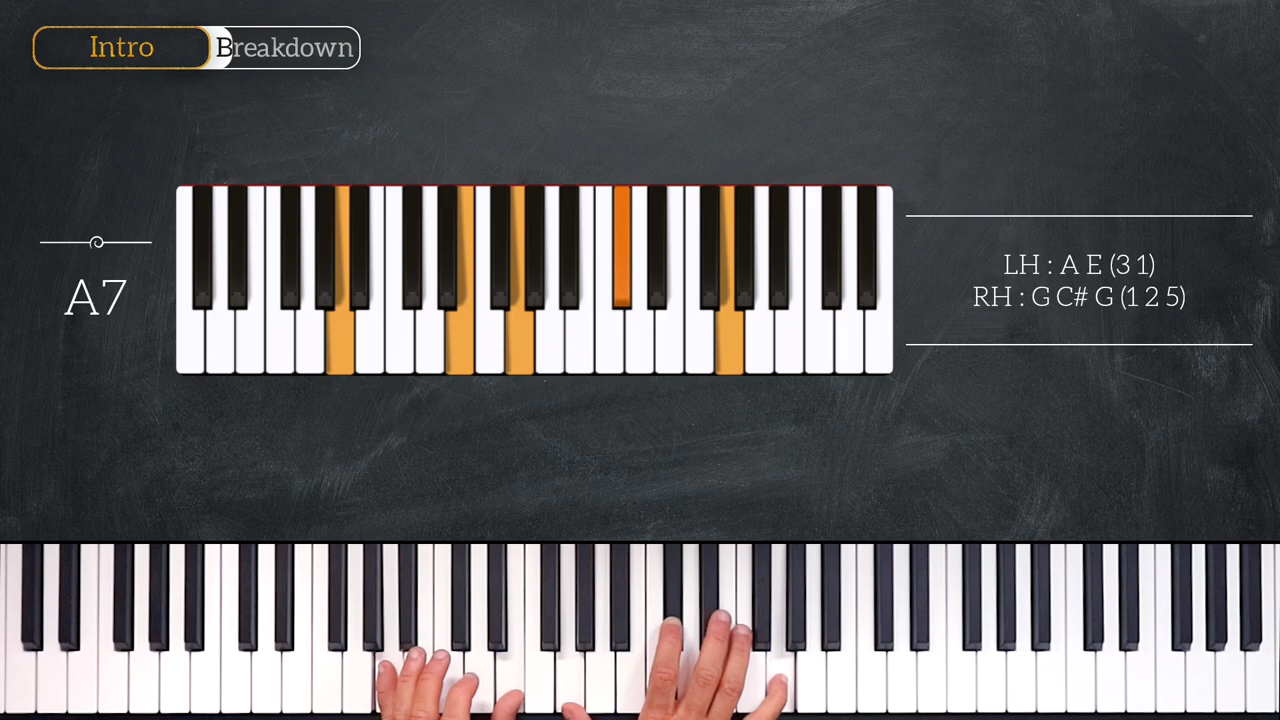 Intro Breakdown
A7
LH : A E (3 1)
RH : G C# G (1 2 5)